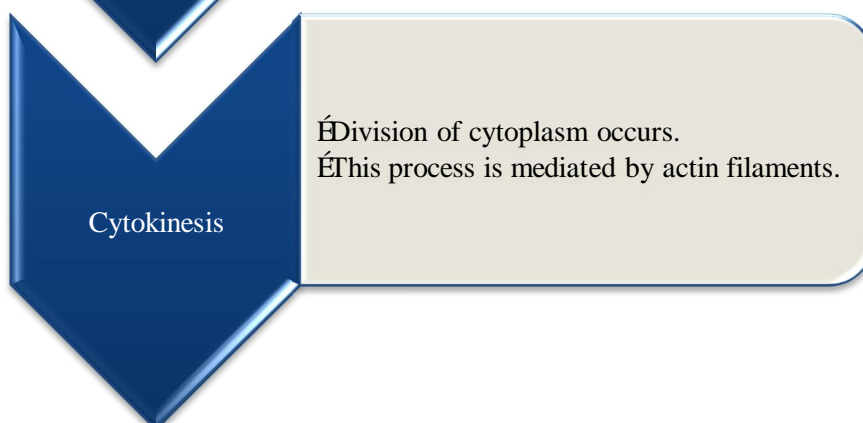 ÉDivision of cytoplasm occurs.
ÉThis process is mediated by actin filaments.
Cytokinesis